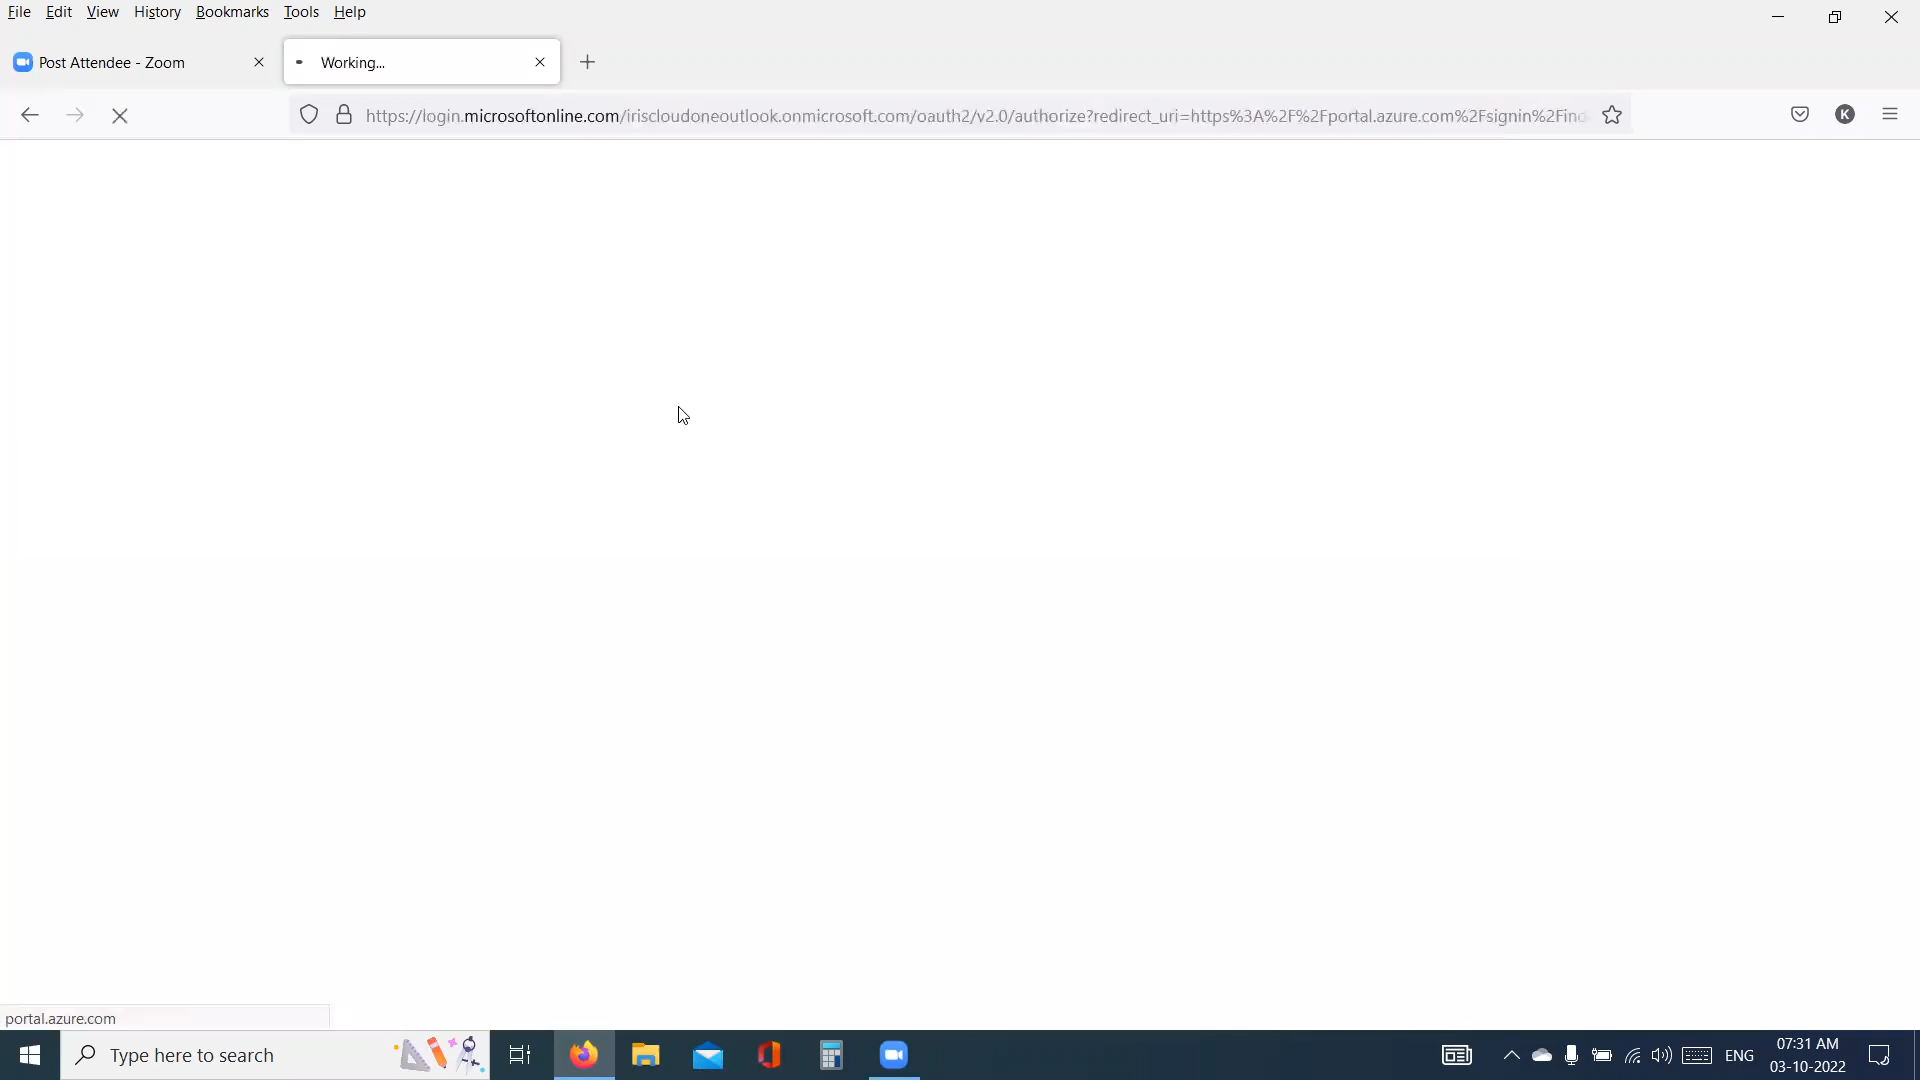 File Edit View History Bookmarks Tools Help
Post Attendee - Zoom
Working...
https://login.microsoftonline.com/iriscloudoneoutlook.onmicrosoft.com/oauth2/v2.0/authorize?redirect_uri=https%3A%2F%2Fportal.azure.com%2Fsignin%2Find
K
portal.azure.com
Type here to search
ENG
07:31 AM
03-10-2022